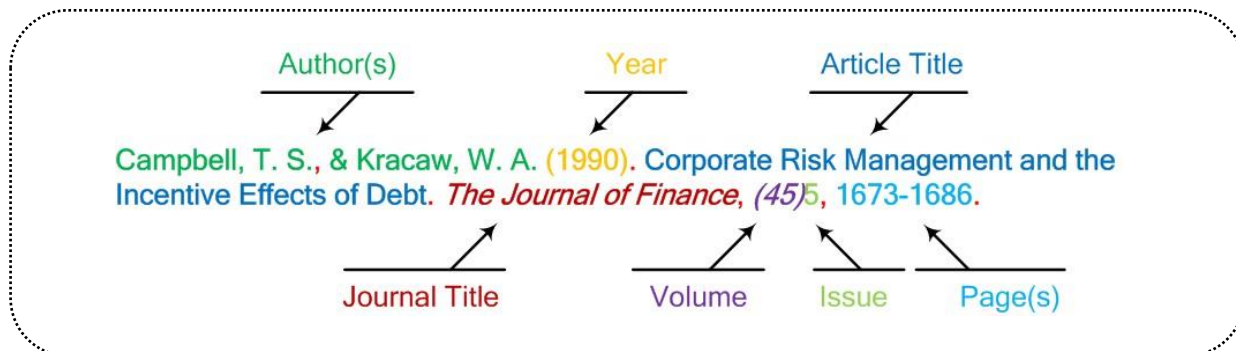 Author(s) Year Article Title
Campbell, T. S., & Kracaw, W. A. (1990). Corporate Risk Management and the
Incentive Effects of Debt. The Journal of Finance, (45)5, 1673-1686.
Journal Title Volume Issue Page(s)